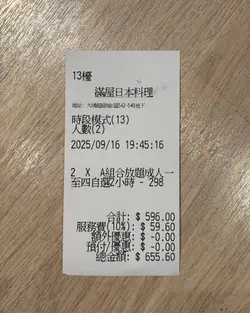 13檯
滿屋日本料理
時段模式(13)
人數(2)
2025/09/16 19:45:16
2 X A組合放題成人一
至四自選2小時 - 298
合計: $ 596.00
服務費(10%): $ 59.60
額外優惠: $ -0.00
預付/優惠: $ -0.00
總金額: $ 655.60